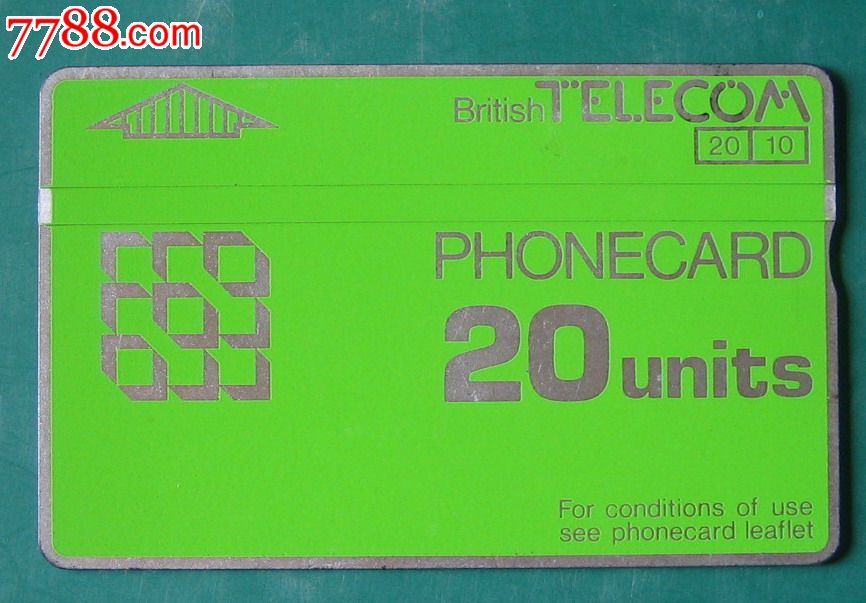 7788.com
British TELECOM
20 10
PHONECARD
20 units
For conditions of use
see phonecard leaflet